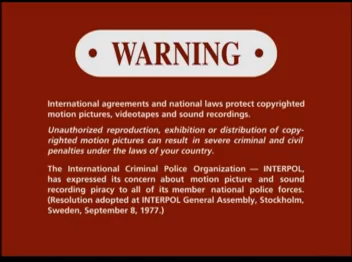 • WARNING •
International agreements and national laws protect copyrighted
motion pictures, videotapes and sound recordings.
Unauthorized reproduction, exhibition or distribution of copy-
righted motion pictures can result in severe criminal and civil
penalties under the laws of your country.
The International Criminal Police Organization — INTERPOL,
has expressed its concern about motion picture and sound
recording piracy to all of its member national police forces.
(Resolution adopted at INTERPOL General Assembly, Stockholm,
Sweden, September 8, 1977.)